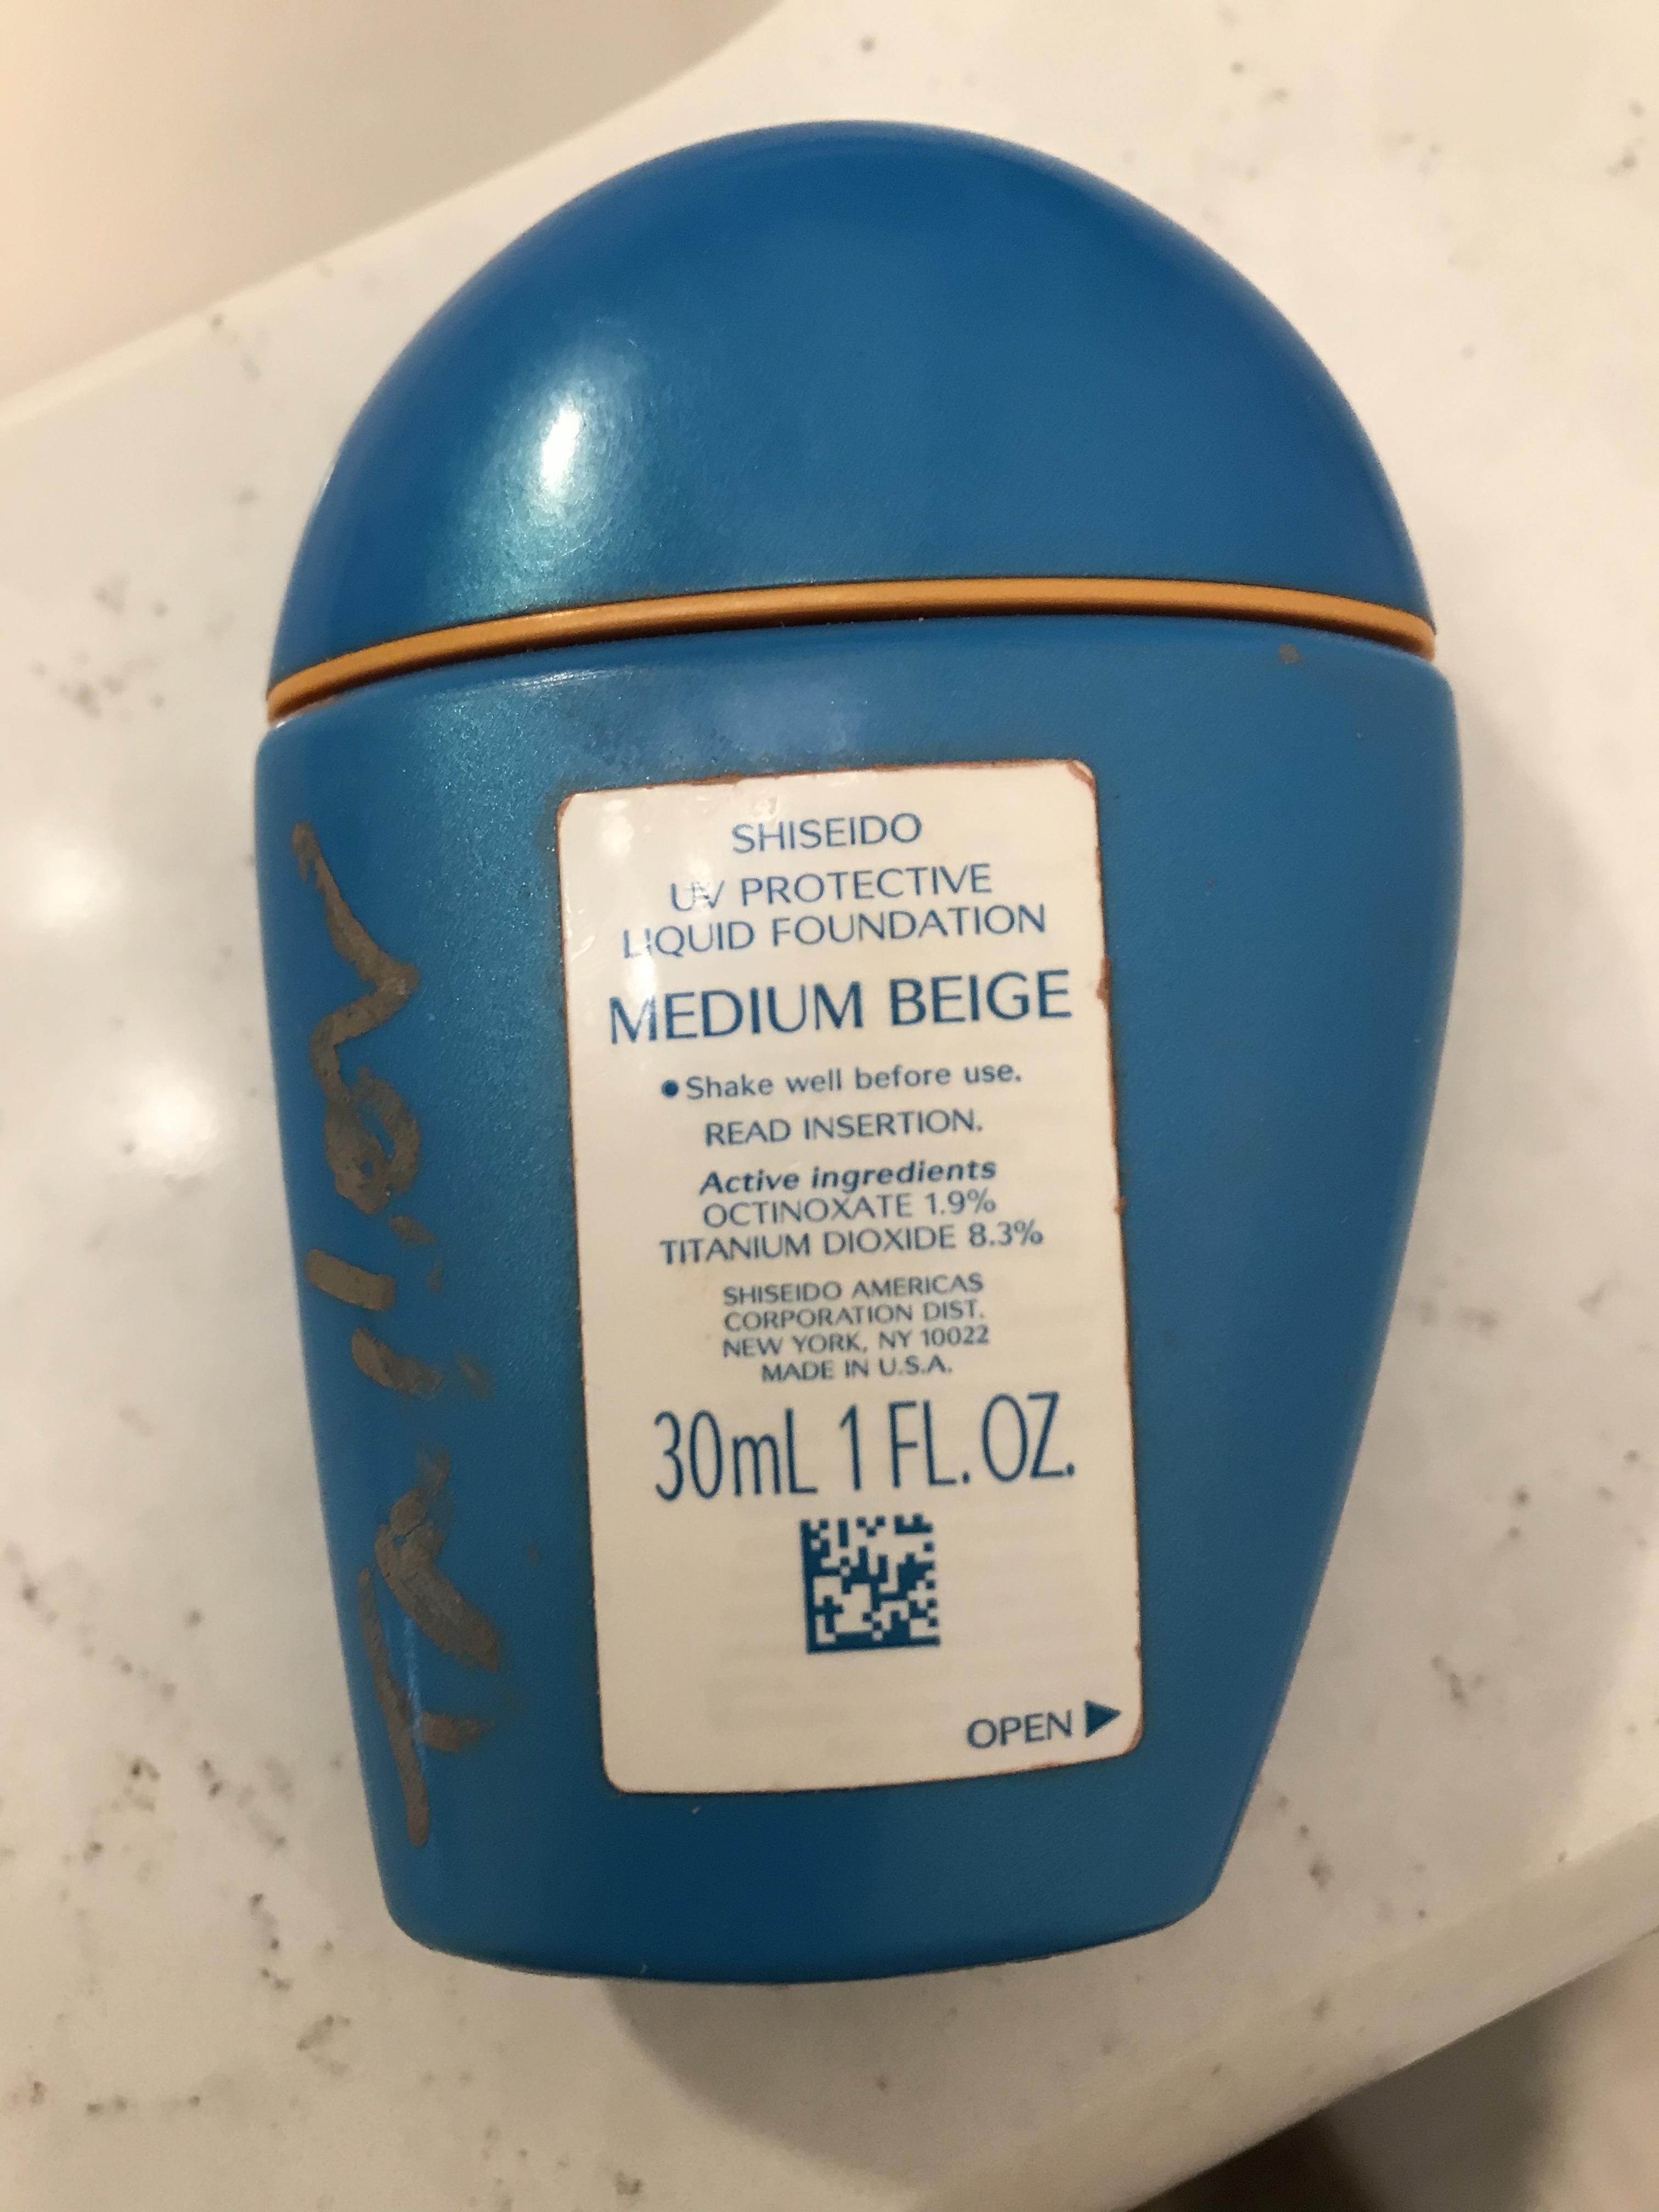 SHISEIDO
UV PROTECTIVE
LIQUID FOUNDATION
MEDIUM BEIGE
• Shake well before use.
READ INSERTION.
Active ingredients
OCTINOXATE 1.9%
TITANIUM DIOXIDE 8.3%
SHISEIDO AMERICAS
CORPORATION DIST.
NEW YORK, NY 10022
MADE IN U.S.A.
30mL 1 FL. OZ.
OPEN ▶